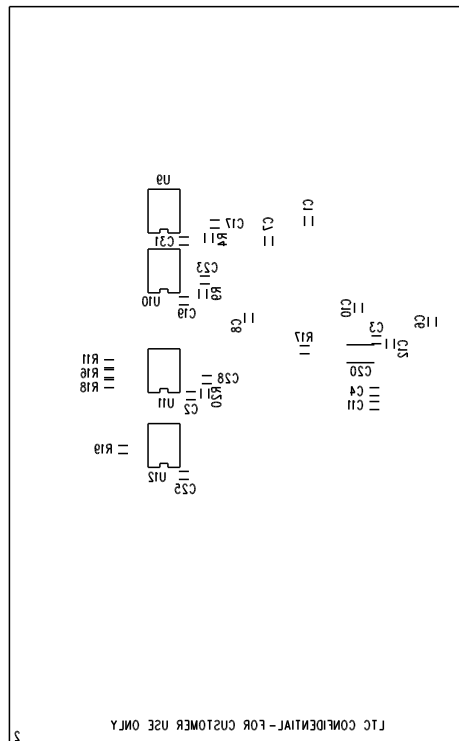 U9
C1
C17
C7
R4
C31
C23
R9
U10
C19
C10
C8
C6
C3
R17
C12
R11
R16
C20
C28
R18
C4
R20
C2
U11
C11
R19
U12
C25
LTC CONFIDENTIAL-FOR CUSTOMER USE ONLY
2